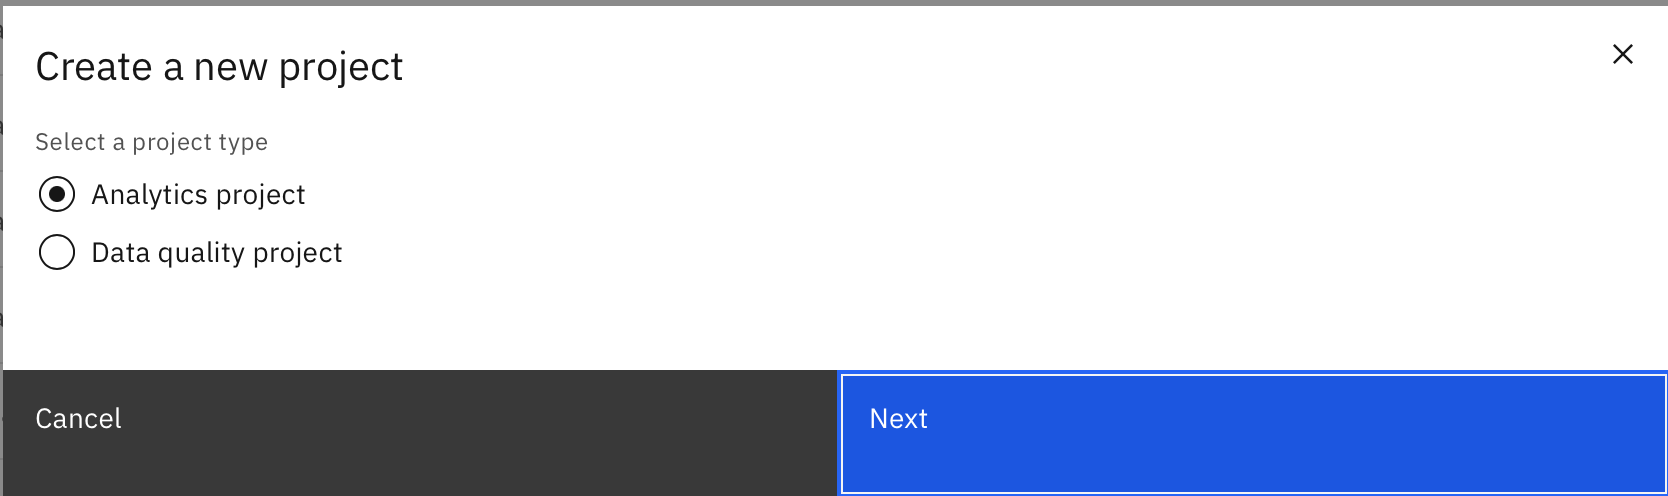 Create a new project
Select a project type
Analytics project
Data quality project
Cancel
Next